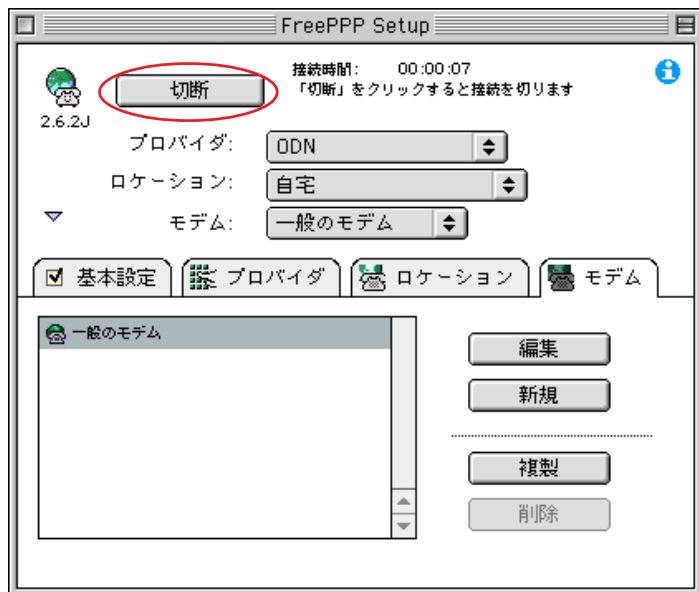 FreePPP Setup
切断
接続時間: 00:00:07
「切断」をクリックすると接続を切ります
2.6.2J
プロバイダ: ODN
ロケーション: 自宅
モデム: 一般のモデム
基本設定 プロバイダ ロケーション モデム
一般のモデム
編集
新規
複製
削除